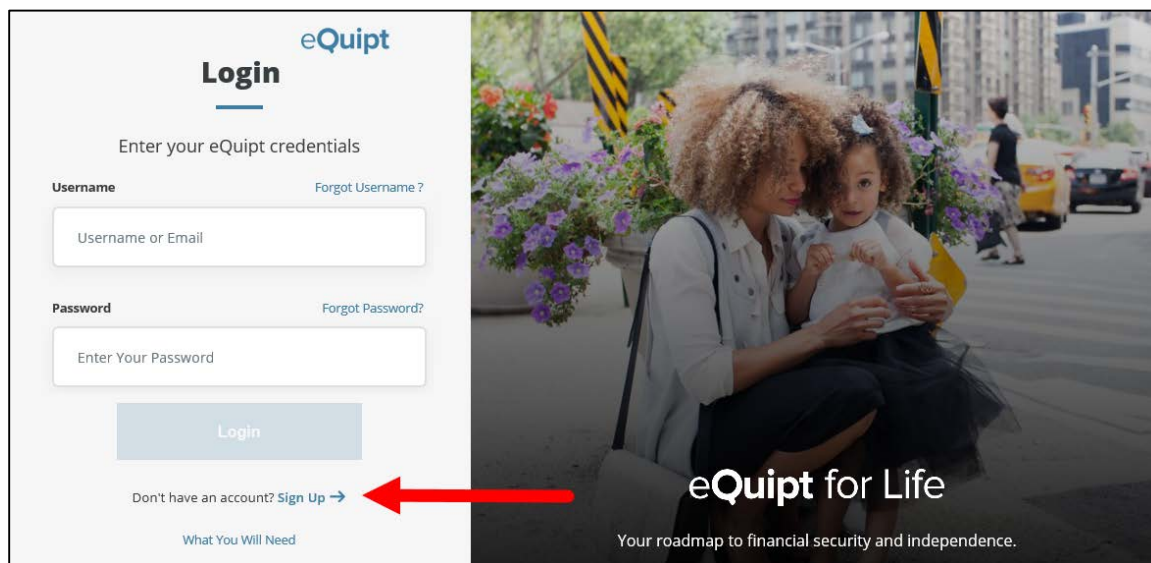 eQuipt
Login
Enter your eQuipt credentials
Username Forgot Username ?
Username or Email
Password Forgot Password?
Enter Your Password
Login
Don't have an account? Sign Up →
What You Will Need
eQuipt for Life
Your roadmap to financial security and independence.